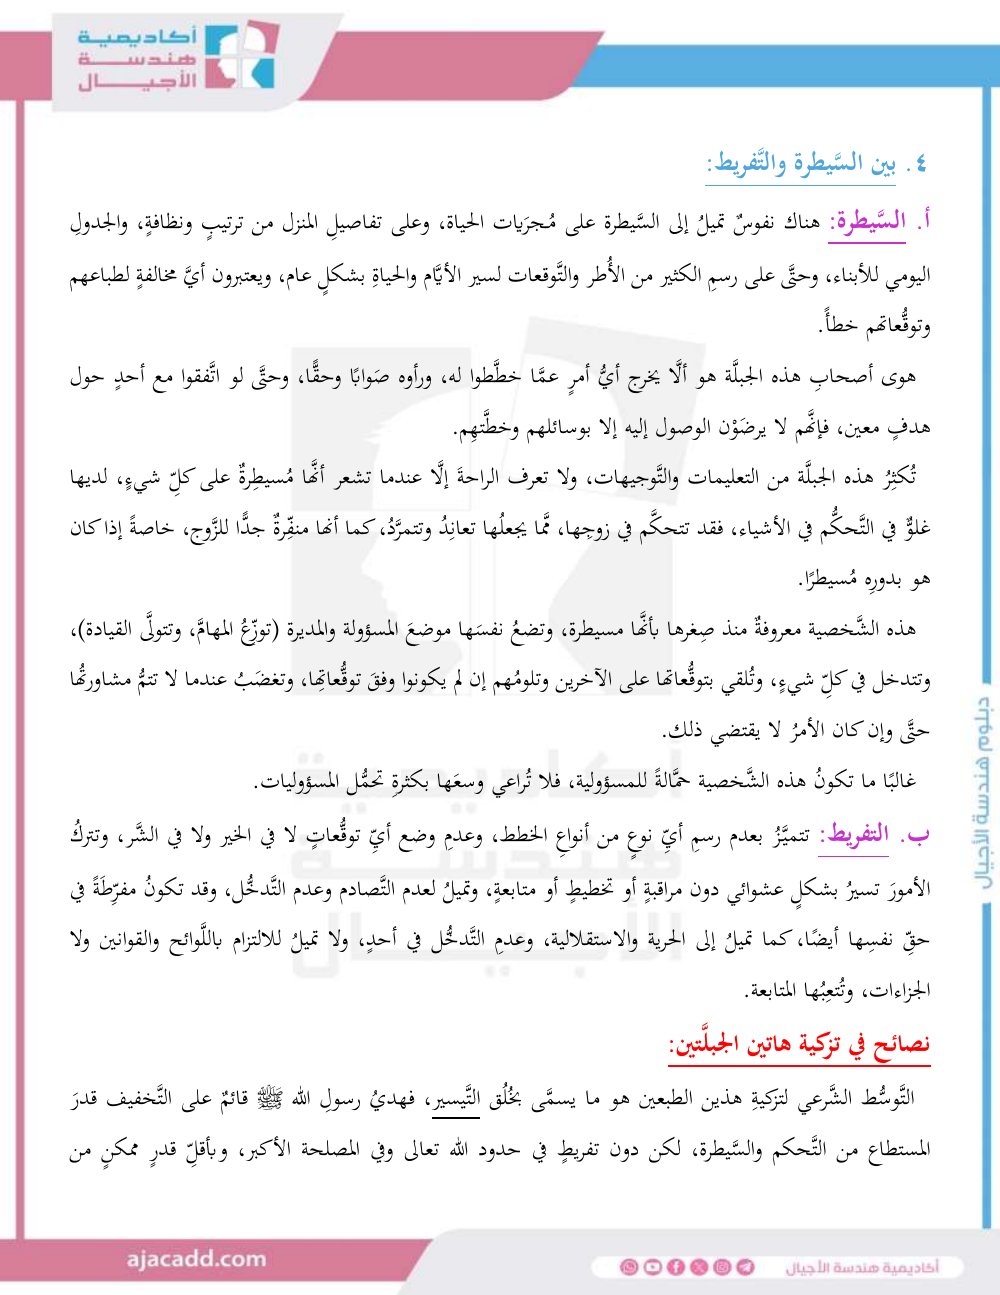 أكاديمية
هندسة
الأجيال
٤. بين السَّيطرة والتَّفريط:
أ. السَّيطرة: هناك نفوسٌ تميلُ إلى السَّيطرة على مُجرَيات الحياة، وعلى تفاصيلِ المنزل من ترتيبٍ ونظافةٍ، والجدولِ
اليومي للأبناء، وحتَّى على رسمِ الكثير من الأُطر والتَّوقعات لسير الأيَّام والحياةِ بشكلٍ عام، ويعتبرون أيَّ مخالفةٍ لطباعهم
وتوقُّعاتهم خطأً.
هوى أصحابِ هذه الجبلَّة هو ألَّا يخرج أيُّ أمرٍ عمَّا خطَّطوا له، ورأوه صَوابًا وحقًّا، وحتَّى لو اتَّفقوا مع أحدٍ حول
هدفٍ معين، فإنَّهم لا يرضَوْن الوصول إليه إلا بوسائلهم وخطَّتهِم.
تُكثِرُ هذه الجبلَّة من التعليمات والتَّوجيهات، ولا تعرف الراحةَ إلَّا عندما تشعر أنَّها مُسيطِرةٌ على كلِّ شيءٍ، لديها
غلوٌّ في التَّحكُّم في الأشياء، فقد تتحكَّم في زوجِها، ممَّا يجعلُها تعانِدُ وتتمرَّدُ، كما أنها منفِّرةٌ جدًّا للزَّوج، خاصةً إذا كان
هو بدورِه مُسيطرًا.
هذه الشَّخصية معروفةٌ منذ صِغرها بأنَّها مسيطرة، وتضعُ نفسَها موضعَ المسؤولة والمديرة (توزّعُ المهامَّ، وتتولَّى القيادة)،
وتتدخل في كلِّ شيءٍ، وتُلقي بتوقُّعاتها على الآخرين وتلومُهم إن لم يكونوا وفقَ توقُّعاتِها، وتغضَبُ عندما لا تتمُّ مشاورتُها
حتَّى وإن كان الأمرُ لا يقتضي ذلك.
غالبًا ما تكونُ هذه الشَّخصية حمَّالةً للمسؤولية، فلا تُراعي وسعَها بكثرةِ تحمُّل المسؤوليات.
ب. التفريط: تتميَّزُ بعدم رسمِ أيِّ نوعٍ من أنواعِ الخطط، وعدمِ وضع أيِّ توقُّعاتٍ لا في الخير ولا في الشَّر، وتتركُ
الأمورَ تسيرُ بشكلٍ عشوائي دون مراقبةٍ أو تخطيطٍ أو متابعةٍ، وتميلُ لعدم التَّصادم وعدم التَّدخُّل، وقد تكونُ مفرِّطَةً في
حقِّ نفسِها أيضًا، كما تميلُ إلى الحرية والاستقلالية، وعدمِ التَّدخُّل في أحدٍ، ولا تميلُ للالتزام باللَّوائح والقوانين ولا
الجزاءات، وتُتعِبُها المتابعة.
نصائح في تزكية هاتين الجبلَّتين:
التَّوسُّط الشَّرعي لتزكيةِ هذين الطبعين هو ما يسمَّى بخُلُق التَّيسير، فهديُ رسولِ الله ﷺ قائمٌ على التَّخفيف قدرَ
المستطاع من التَّحكم والسَّيطرة، لكن دون تفريطٍ في حدود الله تعالى وفي المصلحة الأكبر، وبأقلِّ قدرٍ ممكنٍ من
دبلوم هندسة الأجيال
أكاديمية هندسة الأجيال
ajacadd.com